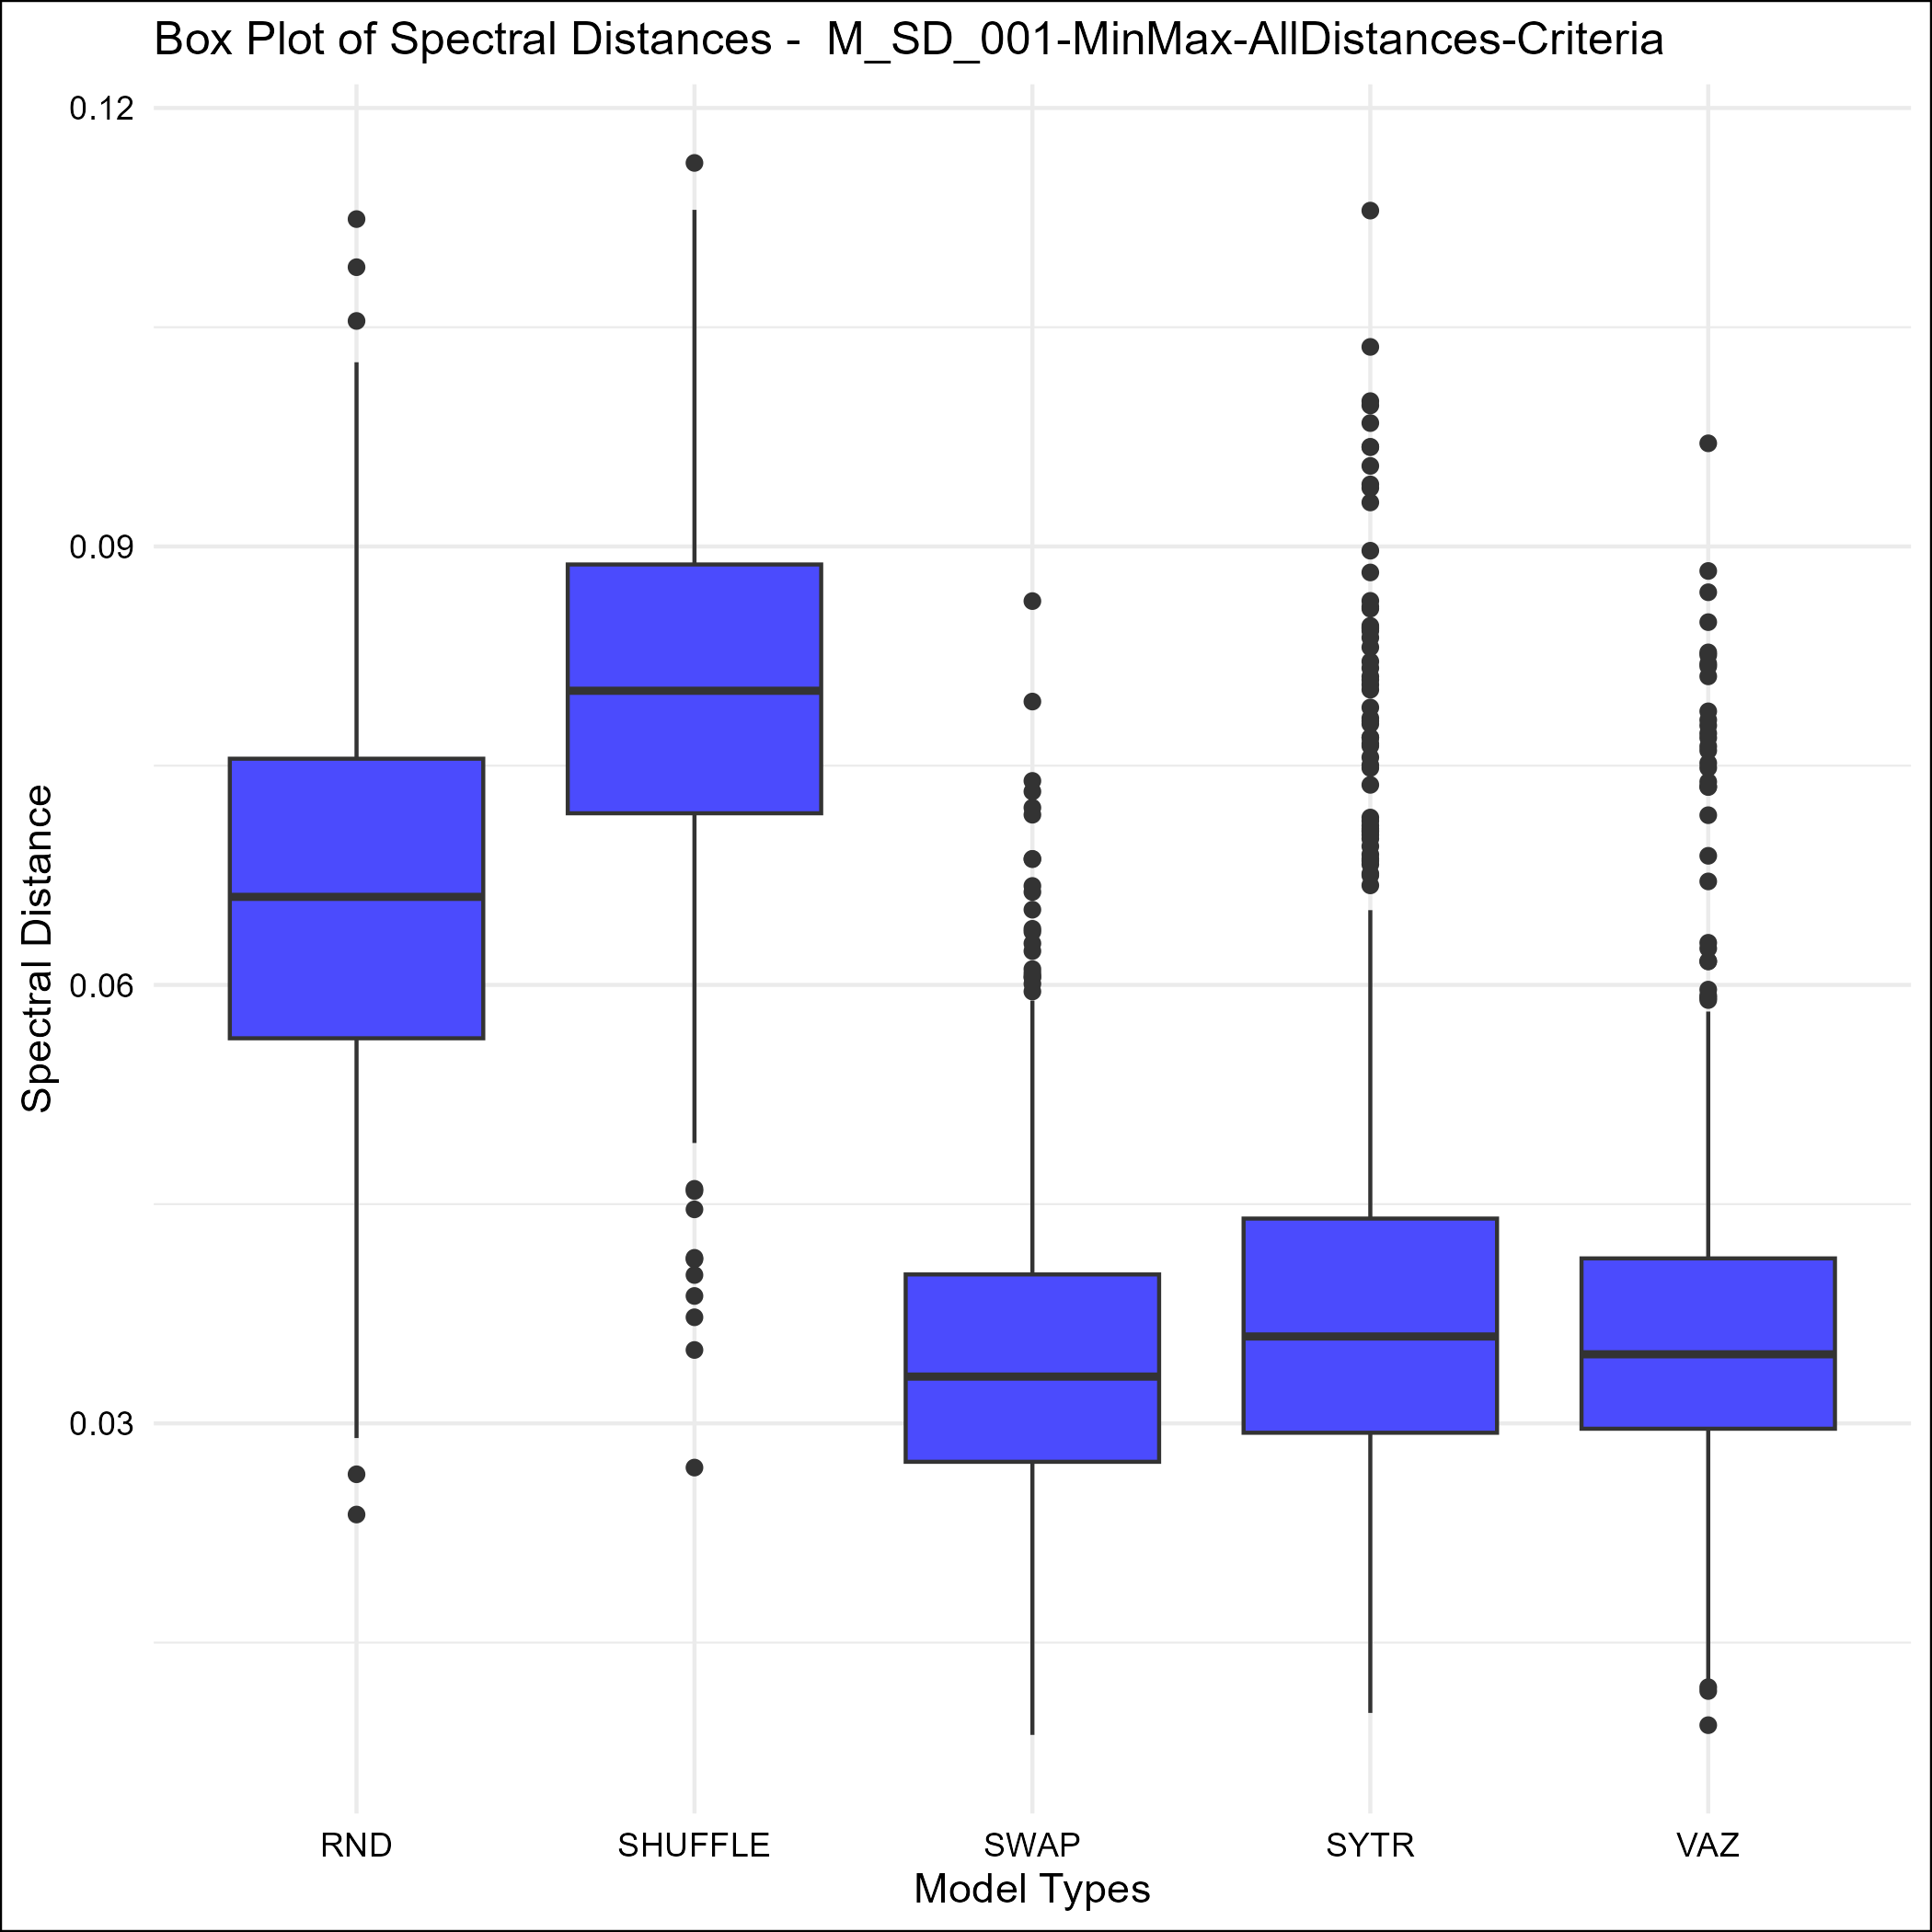 Box Plot of Spectral Distances -  M_SD_001-MinMax-AllDistances-Criteria
0.12
0.09
0.06
0.03
Spectral Distance
RND SHUFFLE SWAP SYTR VAZ
Model Types